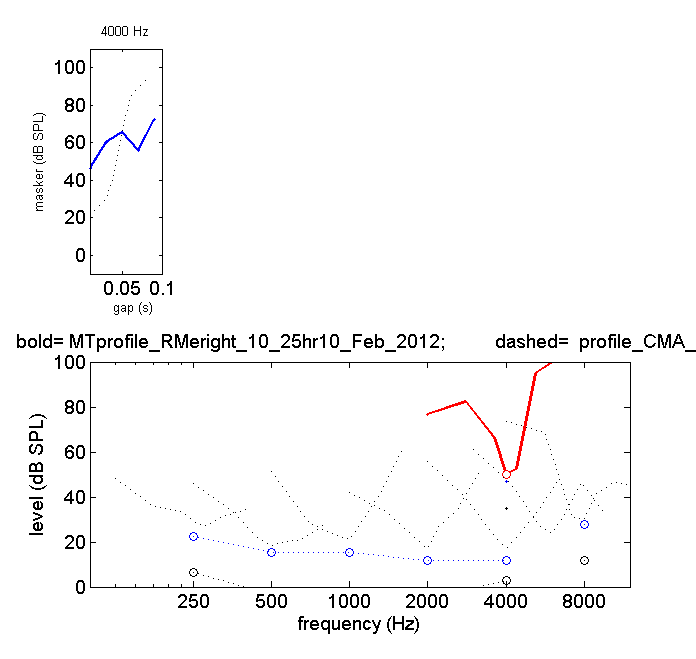 4000 Hz
100
80
60
40
20
0
masker (dB SPL)
0.05 0.1
gap (s)
bold= MTprofile_RMeright_10_25hr10_Feb_2012; dashed= profile_CMA_
100
80
60
40
20
0
level (dB SPL)
250 500 1000 2000 4000 8000
frequency (Hz)